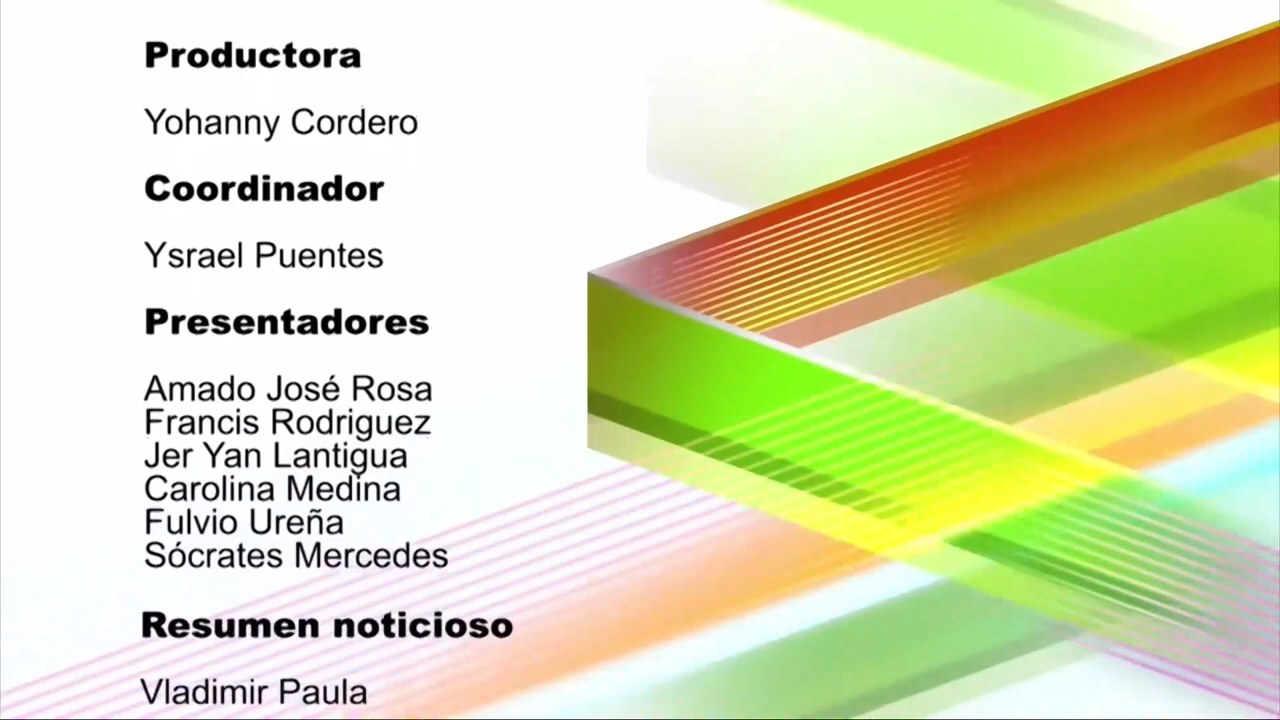 Productora
Yohanny Cordero
Coordinador
Ysrael Puentes
Presentadores
Amado José Rosa
Francis Rodriguez
Jer Yan Lantigua
Carolina Medina
Fulvio Ureña
Sócrates Mercedes
Resumen noticioso
Vladimir Paula